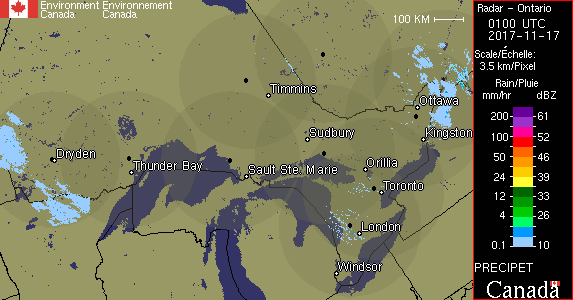 Environment Environnement
Canada Canada
100 KM
Timmins
Ottawa
Sudbury
Kingston
Dryden
Thunder Bay
Sault Ste. Marie
Orillia
Toronto
London
Windsor
Radar - Ontario
0100 UTC
2017-11-17
Scale/Échelle:
3.5 km/Pixel
Rain/Pluie
mm/hr dBZ
200 61
100 52
50 46
24 39
12 33
4 26
0.1 10
PRECIPET
Canada